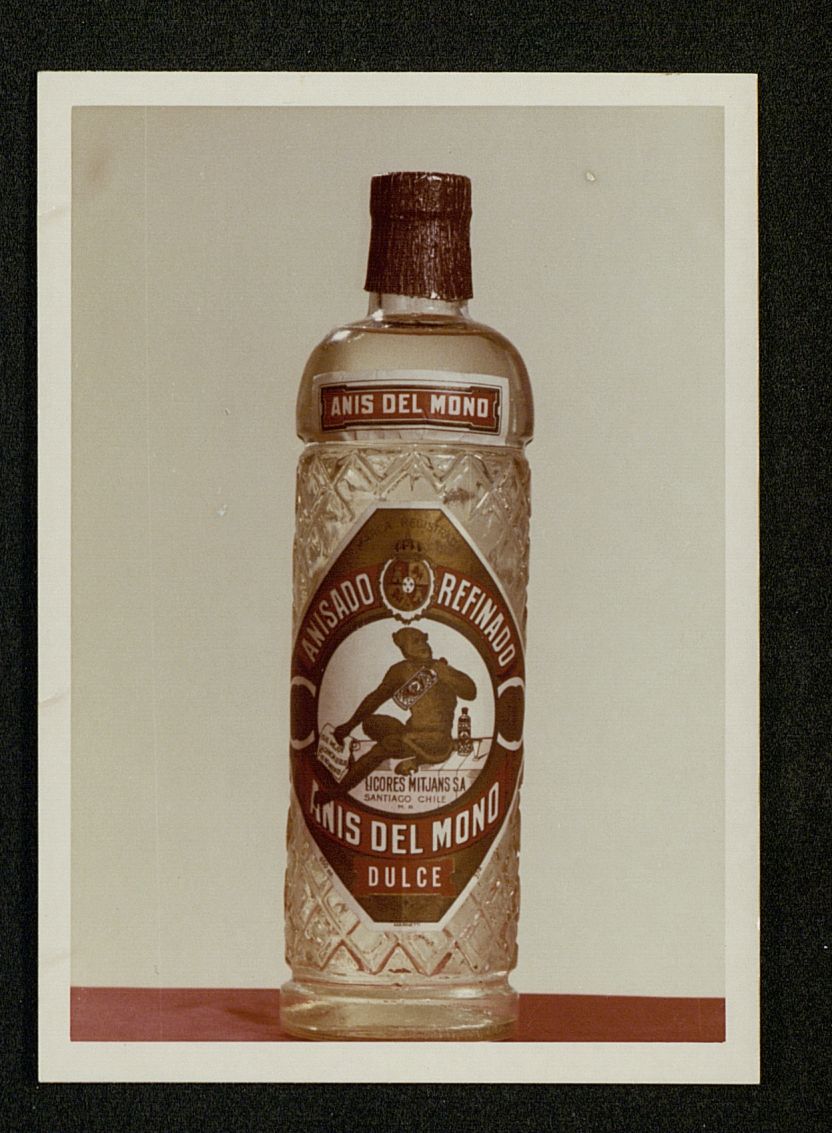 ANIS DEL MONO
ANISADO REFINADO
LICORES MITJANS S.A
SANTIAGO CHILE
ANIS DEL MONO
DULCE